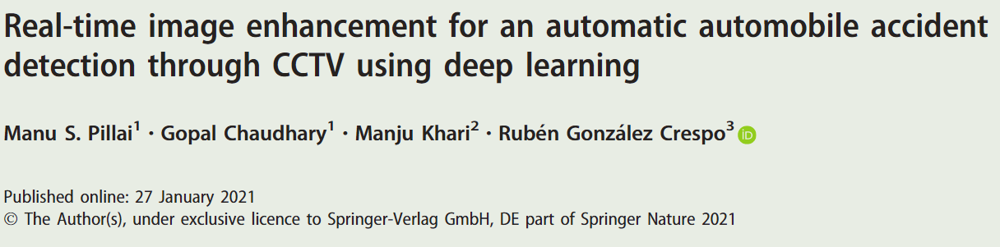 Real-time image enhancement for an automatic automobile accident
detection through CCTV using deep learning
Manu S. Pillai1 · Gopal Chaudhary1 · Manju Khari2 · Rubén González Crespo3 iD
Published online: 27 January 2021
© The Author(s), under exclusive licence to Springer-Verlag GmbH, DE part of Springer Nature 2021